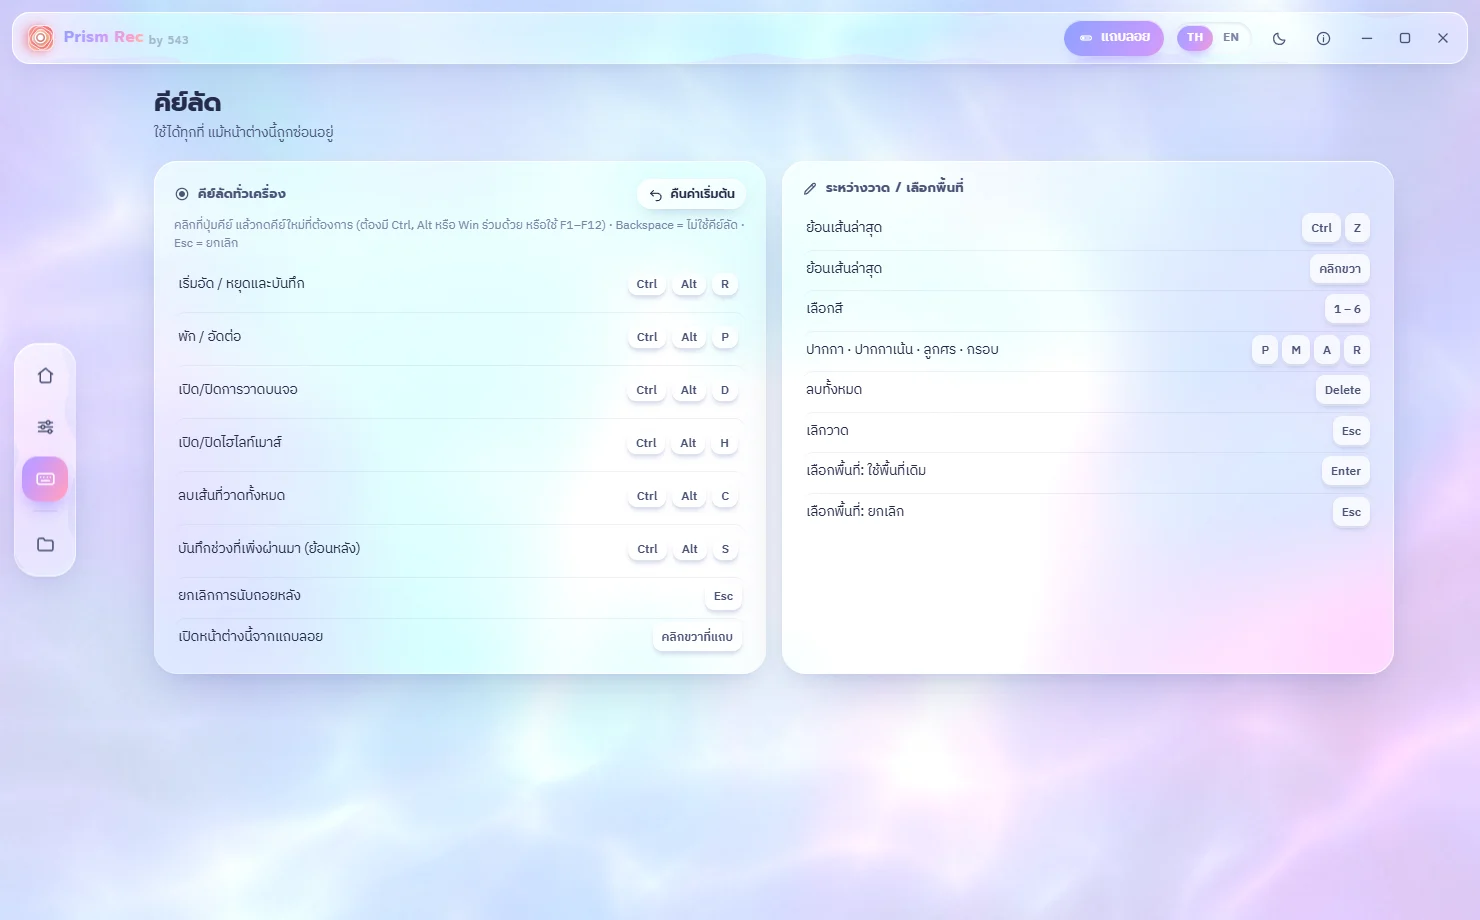 Prism Rec by 543
แถบลอย
TH EN
คีย์ลัด
ใช้ได้ทุกที่ แม้หน้าต่างนี้ถูกซ่อนอยู่
คีย์ลัดทั่วเครื่อง
คืนค่าเริ่มต้น
คลิกที่ปุ่มคีย์ แล้วกดคีย์ใหม่ที่ต้องการ (ต้องมี Ctrl, Alt หรือ Win ร่วมด้วย หรือใช้ F1–F12) · Backspace = ไม่ใช้คีย์ลัด ·
Esc = ยกเลิก
เริ่มอัด / หยุดและบันทึก Ctrl Alt R
พัก / อัดต่อ Ctrl Alt P
เปิด/ปิดการวาดบนจอ Ctrl Alt D
เปิด/ปิดไฮไลท์เมาส์ Ctrl Alt H
ลบเส้นที่วาดทั้งหมด Ctrl Alt C
บันทึกช่วงที่เพิ่งผ่านมา (ย้อนหลัง) Ctrl Alt S
ยกเลิกการนับถอยหลัง Esc
เปิดหน้าต่างนี้จากแถบลอย คลิกขวาที่แถบ
ระหว่างวาด / เลือกพื้นที่
ย้อนเส้นล่าสุด Ctrl Z
ย้อนเส้นล่าสุด คลิกขวา
เลือกสี 1 – 6
ปากกา · ปากกาเน้น · ลูกศร · กรอบ P M A R
ลบทั้งหมด Delete
เลิกวาด Esc
เลือกพื้นที่: ใช้พื้นที่เดิม Enter
เลือกพื้นที่: ยกเลิก Esc